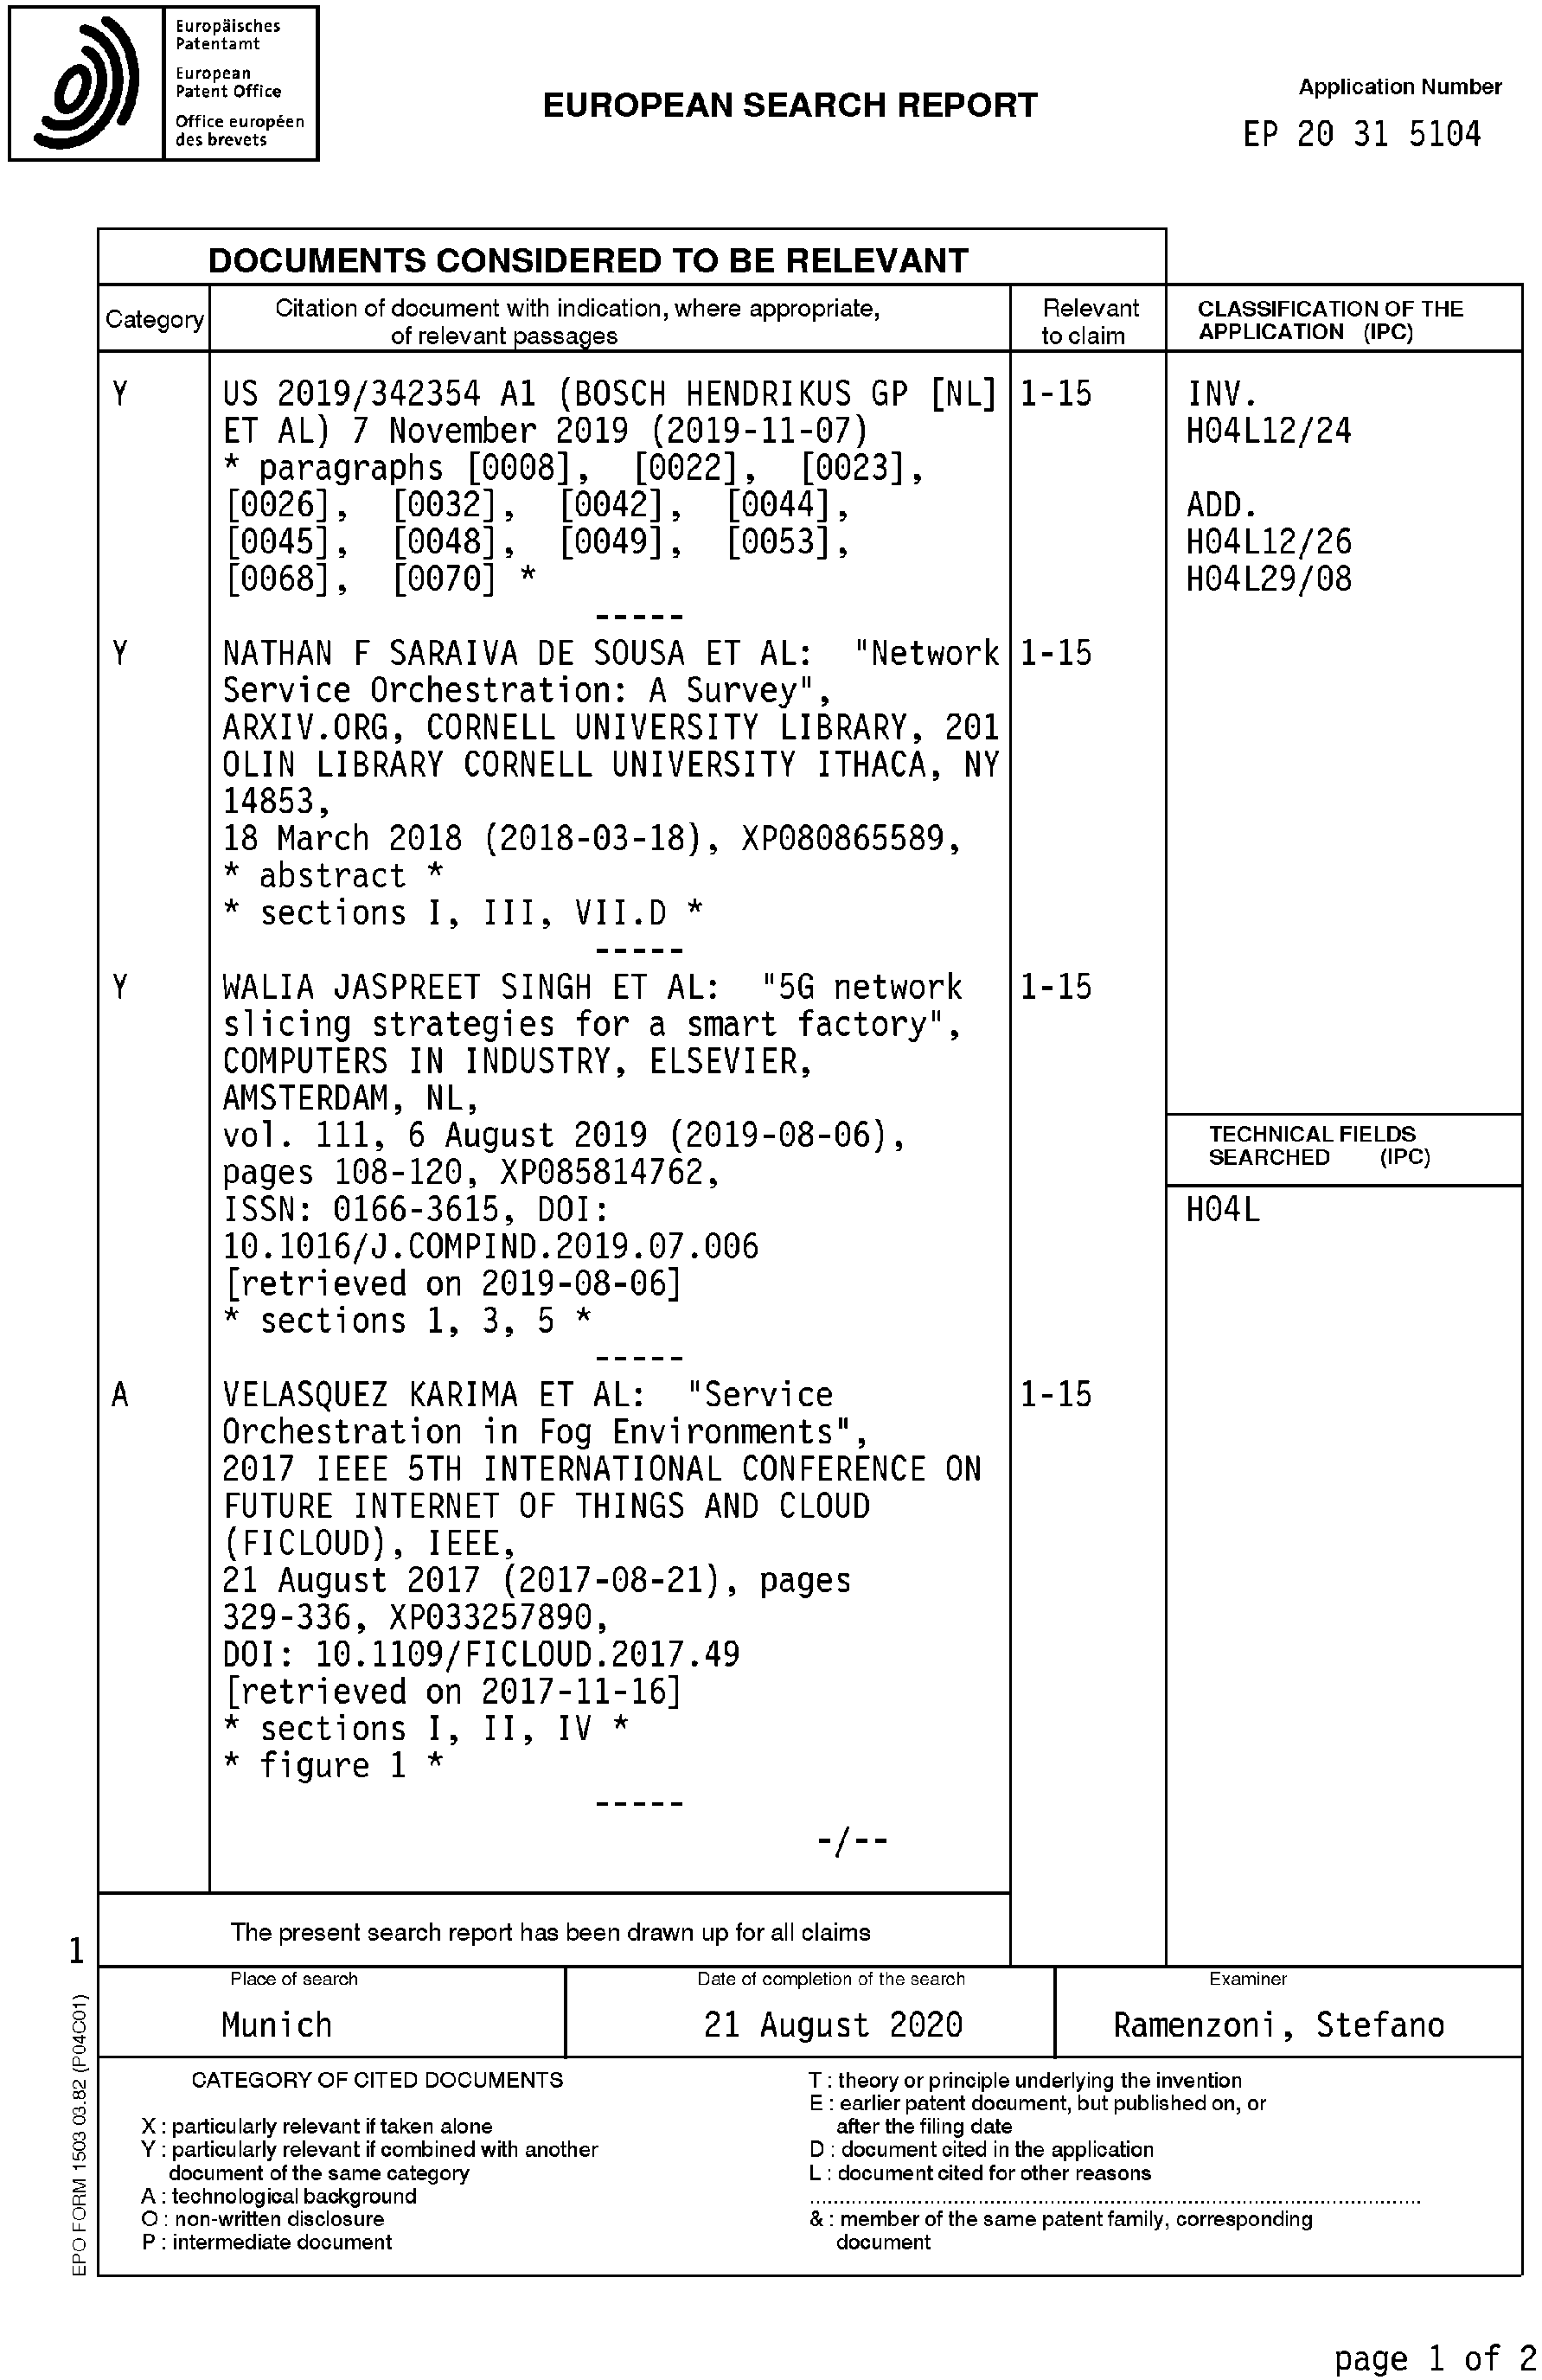 Europäisches
Patentamt
European
Patent Office
Office européen
des brevets
EUROPEAN SEARCH REPORT
Application Number
EP 20 31 5104
DOCUMENTS CONSIDERED TO BE RELEVANT
Category
Citation of document with indication, where appropriate,
of relevant passages
Relevant
to claim
CLASSIFICATION OF THE
APPLICATION (IPC)
Y
US 2019/342354 A1 (BOSCH HENDRIKUS GP [NL]
ET AL) 7 November 2019 (2019-11-07)
* paragraphs [0008], [0022], [0023],
[0026], [0032], [0042], [0044],
[0045], [0048], [0049], [0053],
[0068], [0070] *
-----
1-15
INV.
H04L12/24
ADD.
H04L12/26
H04L29/08
Y
NATHAN F SARAIVA DE SOUSA ET AL: "Network
Service Orchestration: A Survey",
ARXIV.ORG, CORNELL UNIVERSITY LIBRARY, 201
OLIN LIBRARY CORNELL UNIVERSITY ITHACA, NY
14853,
18 March 2018 (2018-03-18), XP080865589,
* abstract *
* sections I, III, VII.D *
-----
1-15
Y
WALIA JASPREET SINGH ET AL: "5G network
slicing strategies for a smart factory",
COMPUTERS IN INDUSTRY, ELSEVIER,
AMSTERDAM, NL,
vol. 111, 6 August 2019 (2019-08-06),
pages 108-120, XP085814762,
ISSN: 0166-3615, DOI:
10.1016/J.COMPIND.2019.07.006
[retrieved on 2019-08-06]
* sections 1, 3, 5 *
-----
1-15
TECHNICAL FIELDS
SEARCHED (IPC)
H04L
A
VELASQUEZ KARIMA ET AL: "Service
Orchestration in Fog Environments",
2017 IEEE 5TH INTERNATIONAL CONFERENCE ON
FUTURE INTERNET OF THINGS AND CLOUD
(FICLOUD), IEEE,
21 August 2017 (2017-08-21), pages
329-336, XP033257890,
DOI: 10.1109/FICLOUD.2017.49
[retrieved on 2017-11-16]
* sections I, II, IV *
* figure 1 *
-----
1-15
-/--
The present search report has been drawn up for all claims
1
Place of search
Munich
Date of completion of the search
21 August 2020
Examiner
Ramenzoni, Stefano
CATEGORY OF CITED DOCUMENTS
X : particularly relevant if taken alone
Y : particularly relevant if combined with another
document of the same category
A : technological background
O : non-written disclosure
P : intermediate document
T : theory or principle underlying the invention
E : earlier patent document, but published on, or
after the filing date
D : document cited in the application
L : document cited for other reasons
& : member of the same patent family, corresponding
document
EPO FORM 1503 03.82 (P04C01)
page 1 of 2